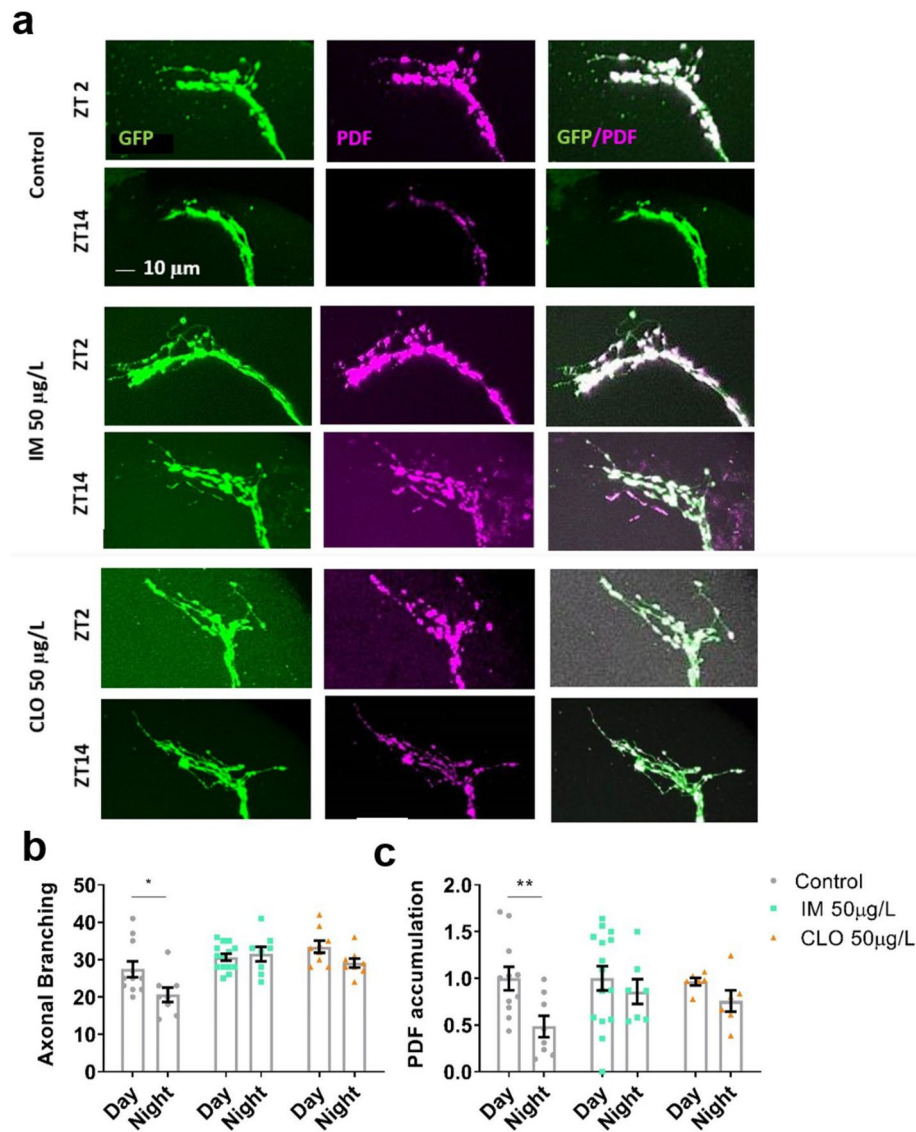 a
Control
ZT 2
GFP
PDF
GFP/PDF
ZT14
10 μm
IM 50 μg/L
ZT2
ZT14
CLO 50 μg/L
ZT2
ZT14
b
Axonal Branching
50
40
30
20
10
0
*
Day
Night
Day
Night
Day
Night
c
PDF accumulation
2.0
1.5
1.0
0.5
0.0
**
Day
Night
Day
Night
Day
Night
Control
IM 50μg/L
CLO 50μg/L